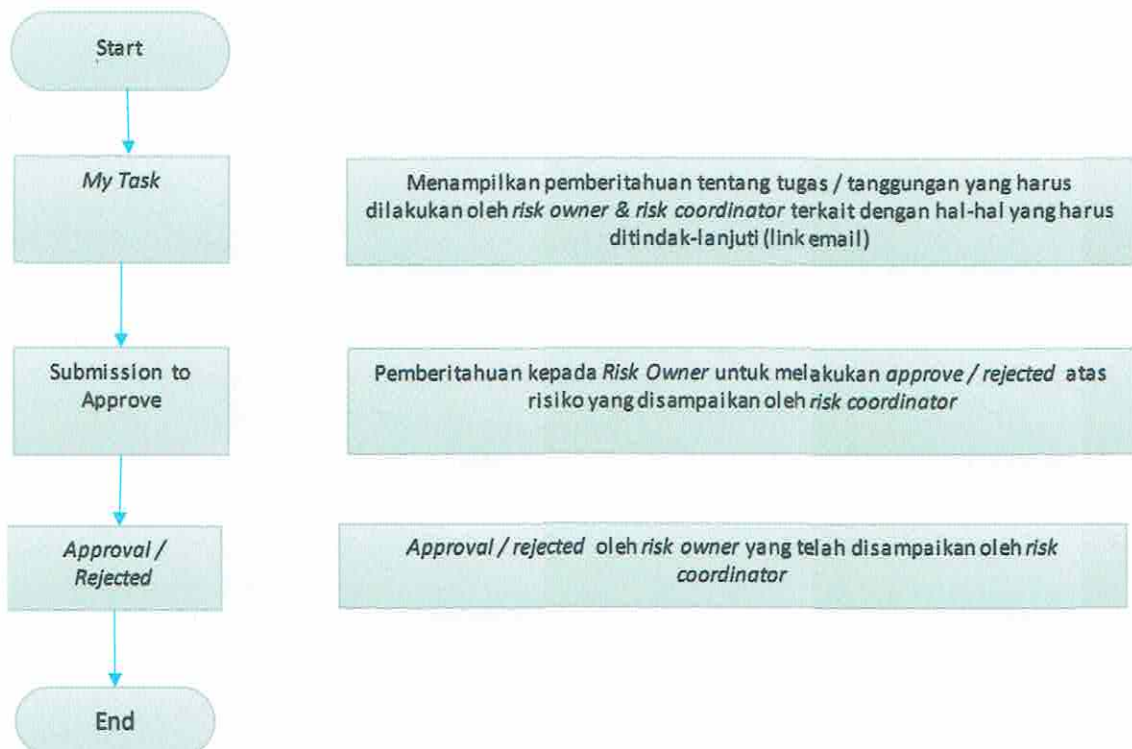 Start
My Task
Menampilkan pemberitahuan tentang tugas / tanggungan yang harus
dilakukan oleh risk owner & risk coordinator terkait dengan hal-hal yang harus
ditindak-lanjuti (link email)
Submission to
Approve
Pemberitahuan kepada Risk Owner untuk melakukan approve / rejected atas
risiko yang disampaikan oleh risk coordinator
Approval /
Rejected
Approval / rejected oleh risk owner yang telah disampaikan oleh risk
coordinator
End